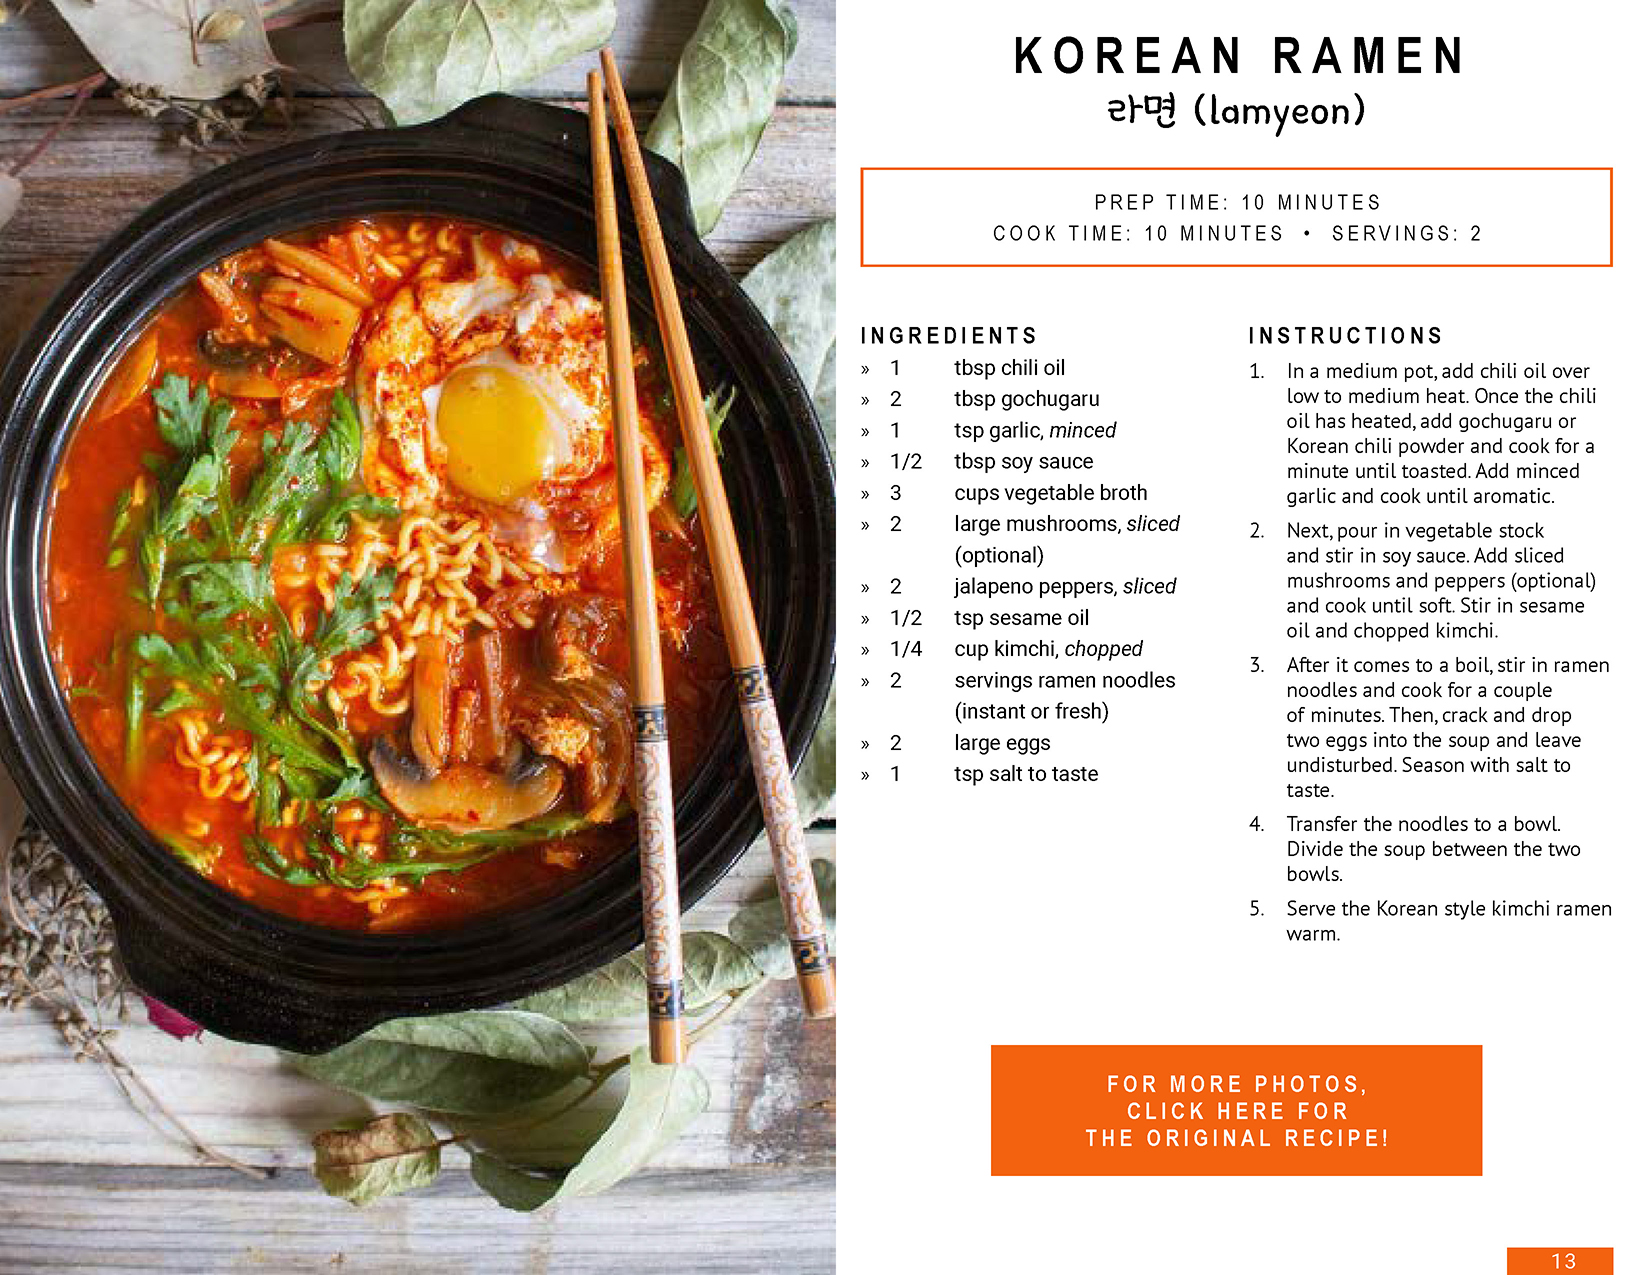 KOREAN RAMEN
라면 (lamyeon)
PREP TIME: 10 MINUTES
COOK TIME: 10 MINUTES • SERVINGS: 2
INGREDIENTS
» 1 tbsp chili oil
» 2 tbsp gochugaru
» 1 tsp garlic, minced
» 1/2 tbsp soy sauce
» 3 cups vegetable broth
» 2 large mushrooms, sliced
(optional)
» 2 jalapeno peppers, sliced
» 1/2 tsp sesame oil
» 1/4 cup kimchi, chopped
» 2 servings ramen noodles
(instant or fresh)
» 2 large eggs
» 1 tsp salt to taste
INSTRUCTIONS
1. In a medium pot, add chili oil over
low to medium heat. Once the chili
oil has heated, add gochugaru or
Korean chili powder and cook for a
minute until toasted. Add minced
garlic and cook until aromatic.
2. Next, pour in vegetable stock
and stir in soy sauce. Add sliced
mushrooms and peppers (optional)
and cook until soft. Stir in sesame
oil and chopped kimchi.
3. After it comes to a boil, stir in ramen
noodles and cook for a couple
of minutes. Then, crack and drop
two eggs into the soup and leave
undisturbed. Season with salt to
taste.
4. Transfer the noodles to a bowl.
Divide the soup between the two
bowls.
5. Serve the Korean style kimchi ramen
warm.
FOR MORE PHOTOS,
CLICK HERE FOR
THE ORIGINAL RECIPE!
13